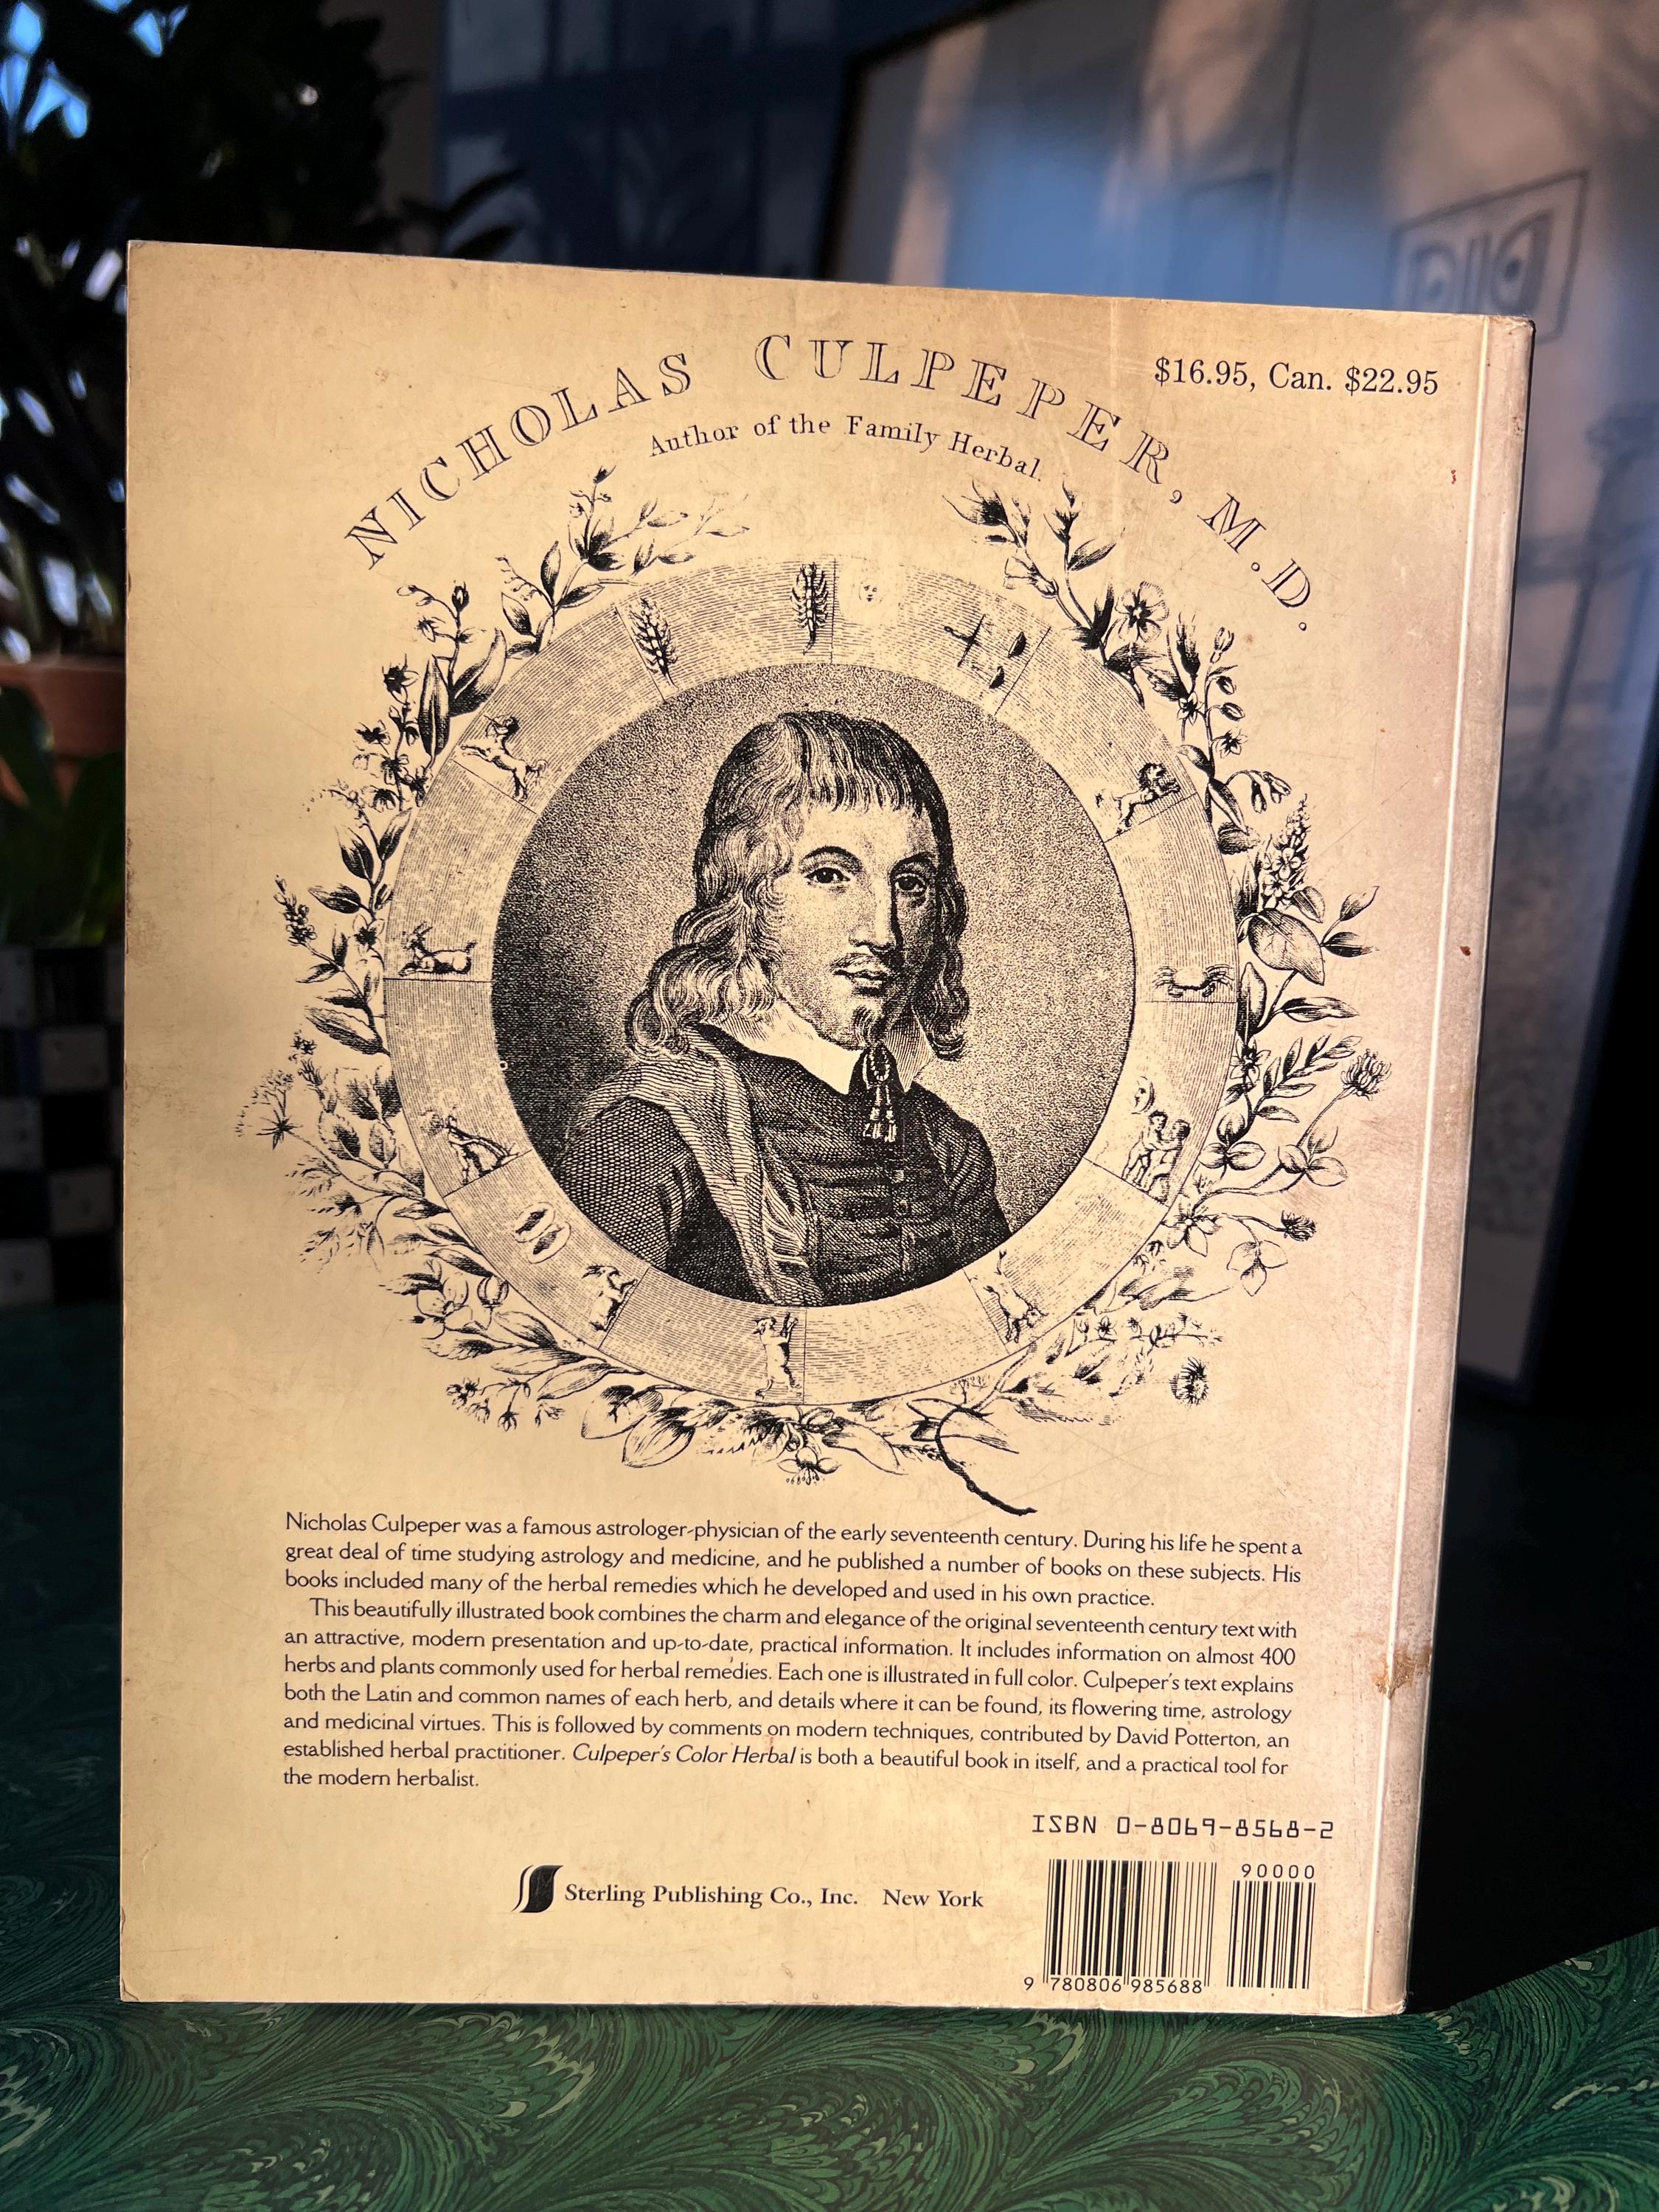 NICHOLAS CULPEPER, M.D.
$16.95, Can. $22.95
Author of the Family Herbal.
Nicholas Culpeper was a famous astrologer-physician of the early seventeenth century. During his life he spent a
great deal of time studying astrology and medicine, and he published a number of books on these subjects. His
books included many of the herbal remedies which he developed and used in his own practice.
This beautifully illustrated book combines the charm and elegance of the original seventeenth century text with
an attractive, modern presentation and up-to-date, practical information. It includes information on almost 400
herbs and plants commonly used for herbal remedies. Each one is illustrated in full color. Culpeper's text explains
both the Latin and common names of each herb, and details where it can be found, its flowering time, astrology
and medicinal virtues. This is followed by comments on modern techniques, contributed by David Potterton, an
established herbal practitioner. Culpeper's Color Herbal is both a beautiful book in itself, and a practical tool for
the modern herbalist.
ISBN 0-8069-8568-2
90000
Sterling Publishing Co., Inc. New York
9 780806 985688